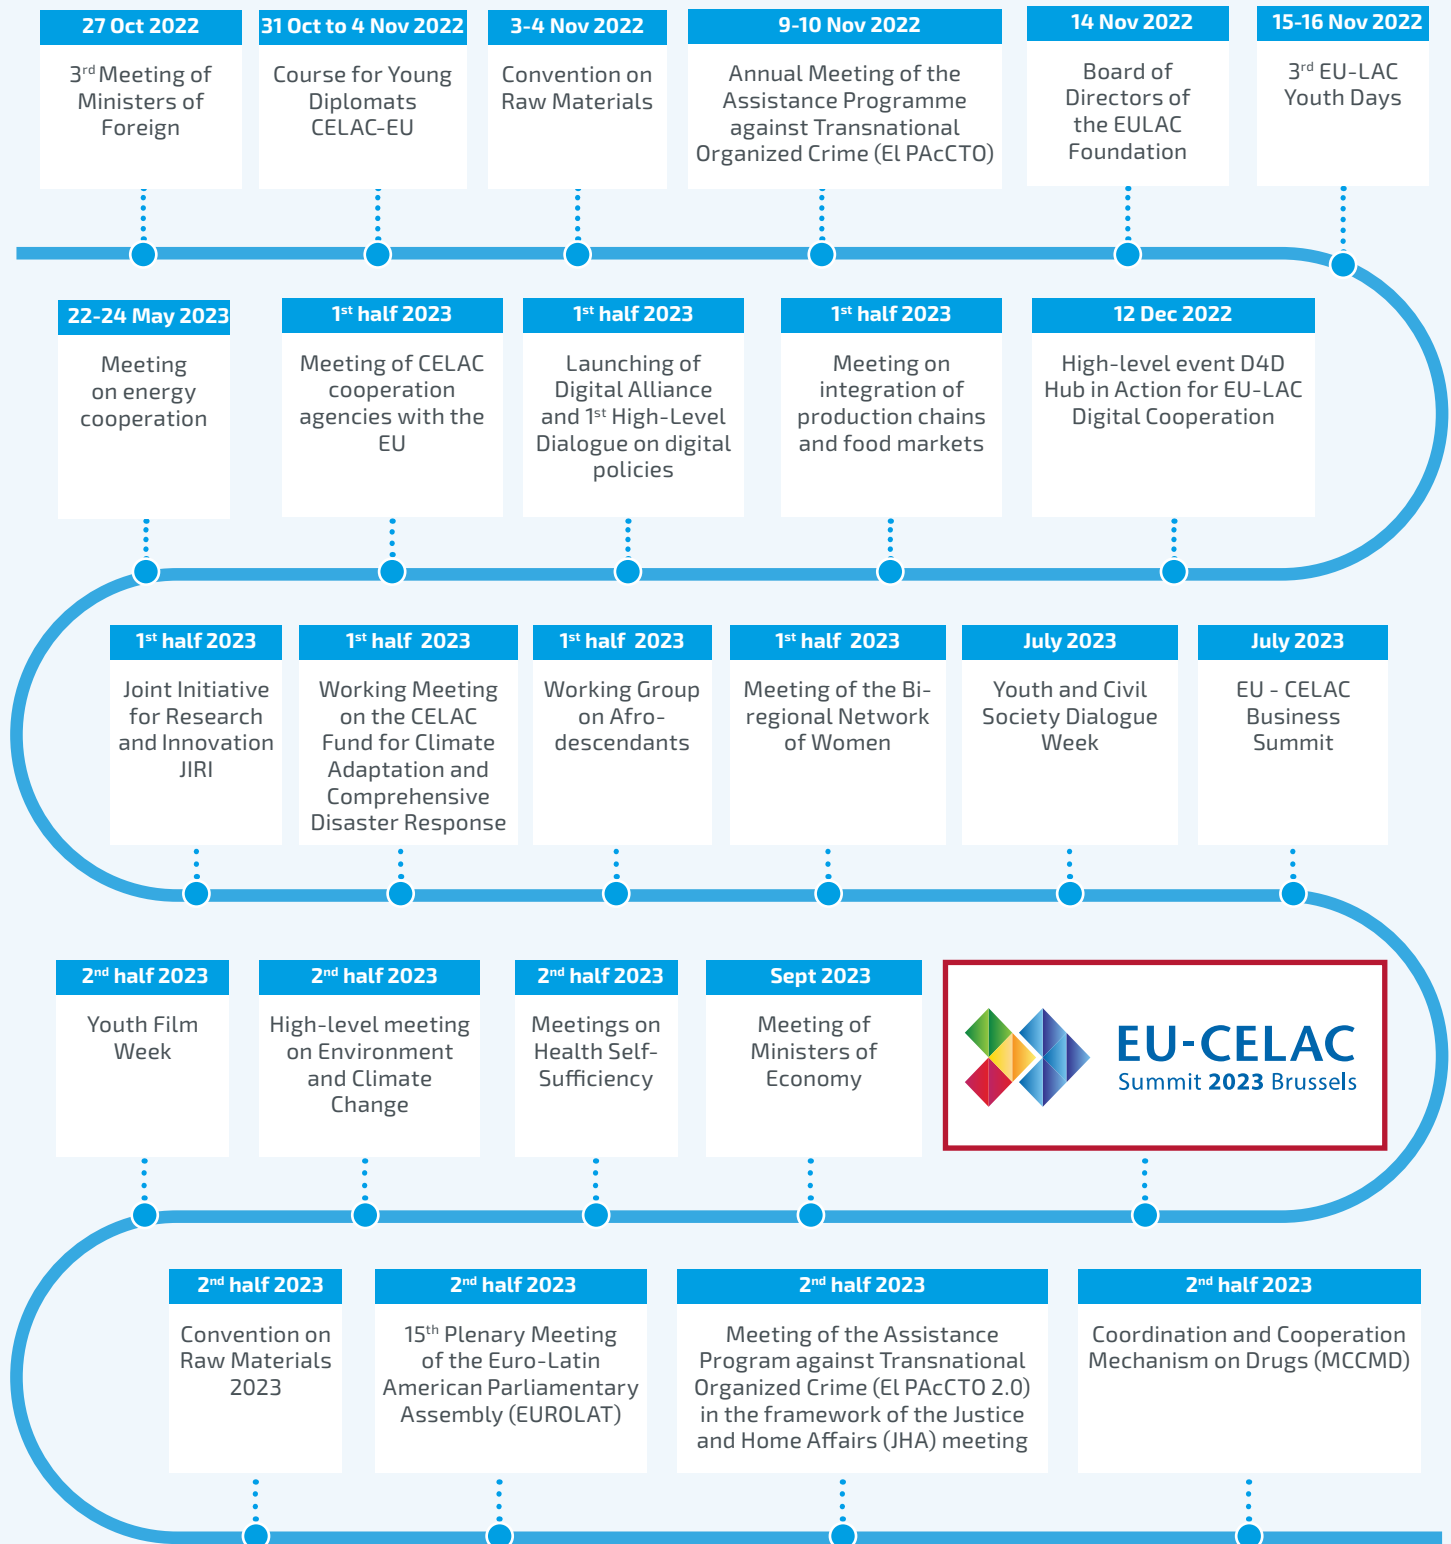 27 Oct 2022
3rd Meeting of
Ministers of
Foreign
31 Oct to 4 Nov 2022
Course for Young
Diplomats
CELAC-EU
3-4 Nov 2022
Convention on
Raw Materials
9-10 Nov 2022
Annual Meeting of the
Assistance Programme
against Transnational
Organized Crime (El PAcCTO)
14 Nov 2022
Board of
Directors of
the EULAC
Foundation
15-16 Nov 2022
3rd EU-LAC
Youth Days
22-24 May 2023
Meeting
on energy
cooperation
1st half 2023
Meeting of CELAC
cooperation
agencies with the
EU
1st half 2023
Launching of
Digital Alliance
and 1st High-Level
Dialogue on digital
policies
1st half 2023
Meeting on
integration of
production chains
and food markets
12 Dec 2022
High-level event D4D
Hub in Action for EU-LAC
Digital Cooperation
1st half 2023
Joint Initiative
for Research
and Innovation
JIRI
1st half 2023
Working Meeting
on the CELAC
Fund for Climate
Adaptation and
Comprehensive
Disaster Response
1st half 2023
Working Group
on Afro-
descendants
1st half 2023
Meeting of the Bi-
regional Network
of Women
July 2023
Youth and Civil
Society Dialogue
Week
July 2023
EU - CELAC
Business
Summit
2nd half 2023
Youth Film
Week
2nd half 2023
High-level meeting
on Environment
and Climate
Change
2nd half 2023
Meetings on
Health Self-
Sufficiency
Sept 2023
Meeting of
Ministers of
Economy
EU-CELAC
Summit 2023 Brussels
2nd half 2023
Convention on
Raw Materials
2023
2nd half 2023
15th Plenary Meeting
of the Euro-Latin
American Parliamentary
Assembly (EUROLAT)
2nd half 2023
Meeting of the Assistance
Program against Transnational
Organized Crime (El PAcCTO 2.0)
in the framework of the Justice
and Home Affairs (JHA) meeting
2nd half 2023
Coordination and Cooperation
Mechanism on Drugs (MCCMD)